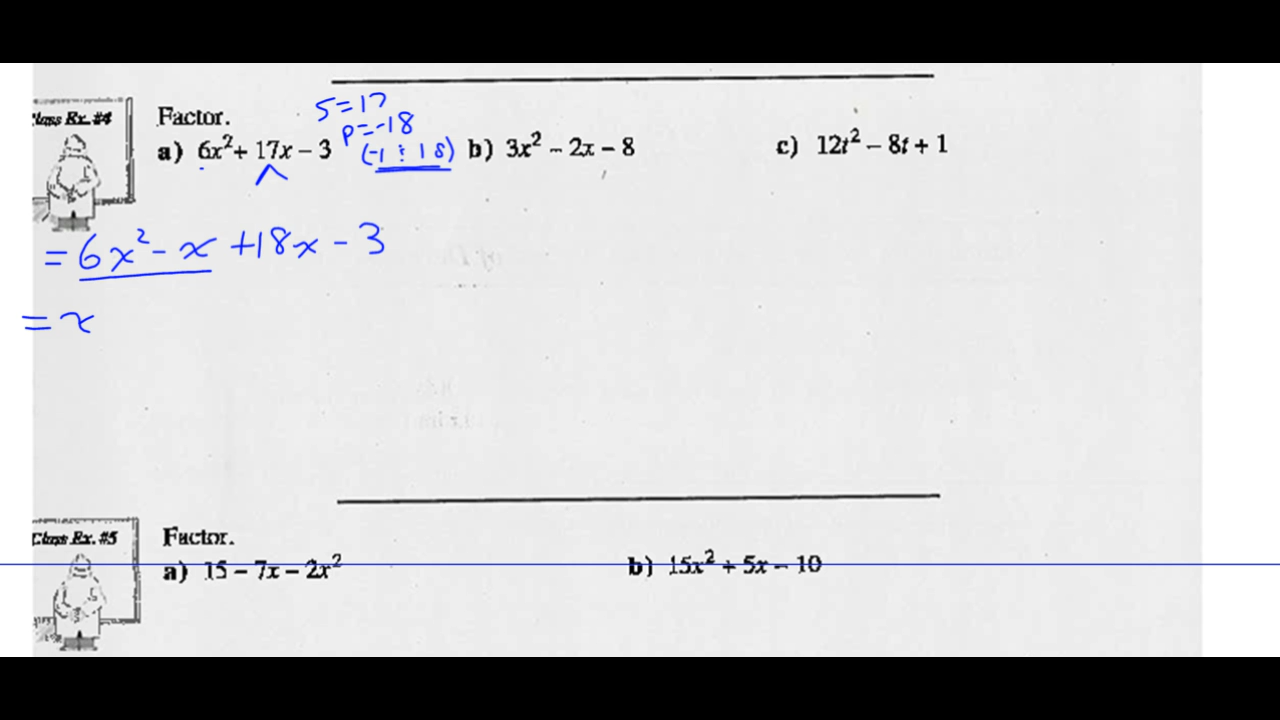 Class Ex. #4
Factor.
S=17
P=-18
(-1 ; 18)
a) 6x² + 17x – 3
b) 3x² – 2x – 8
c) 12t² – 8t + 1
= 6x² - x +18x - 3
= x
Class Ex. #5
Factor.
a) 15 – 7x – 2x²
b) 15x² + 5x – 10